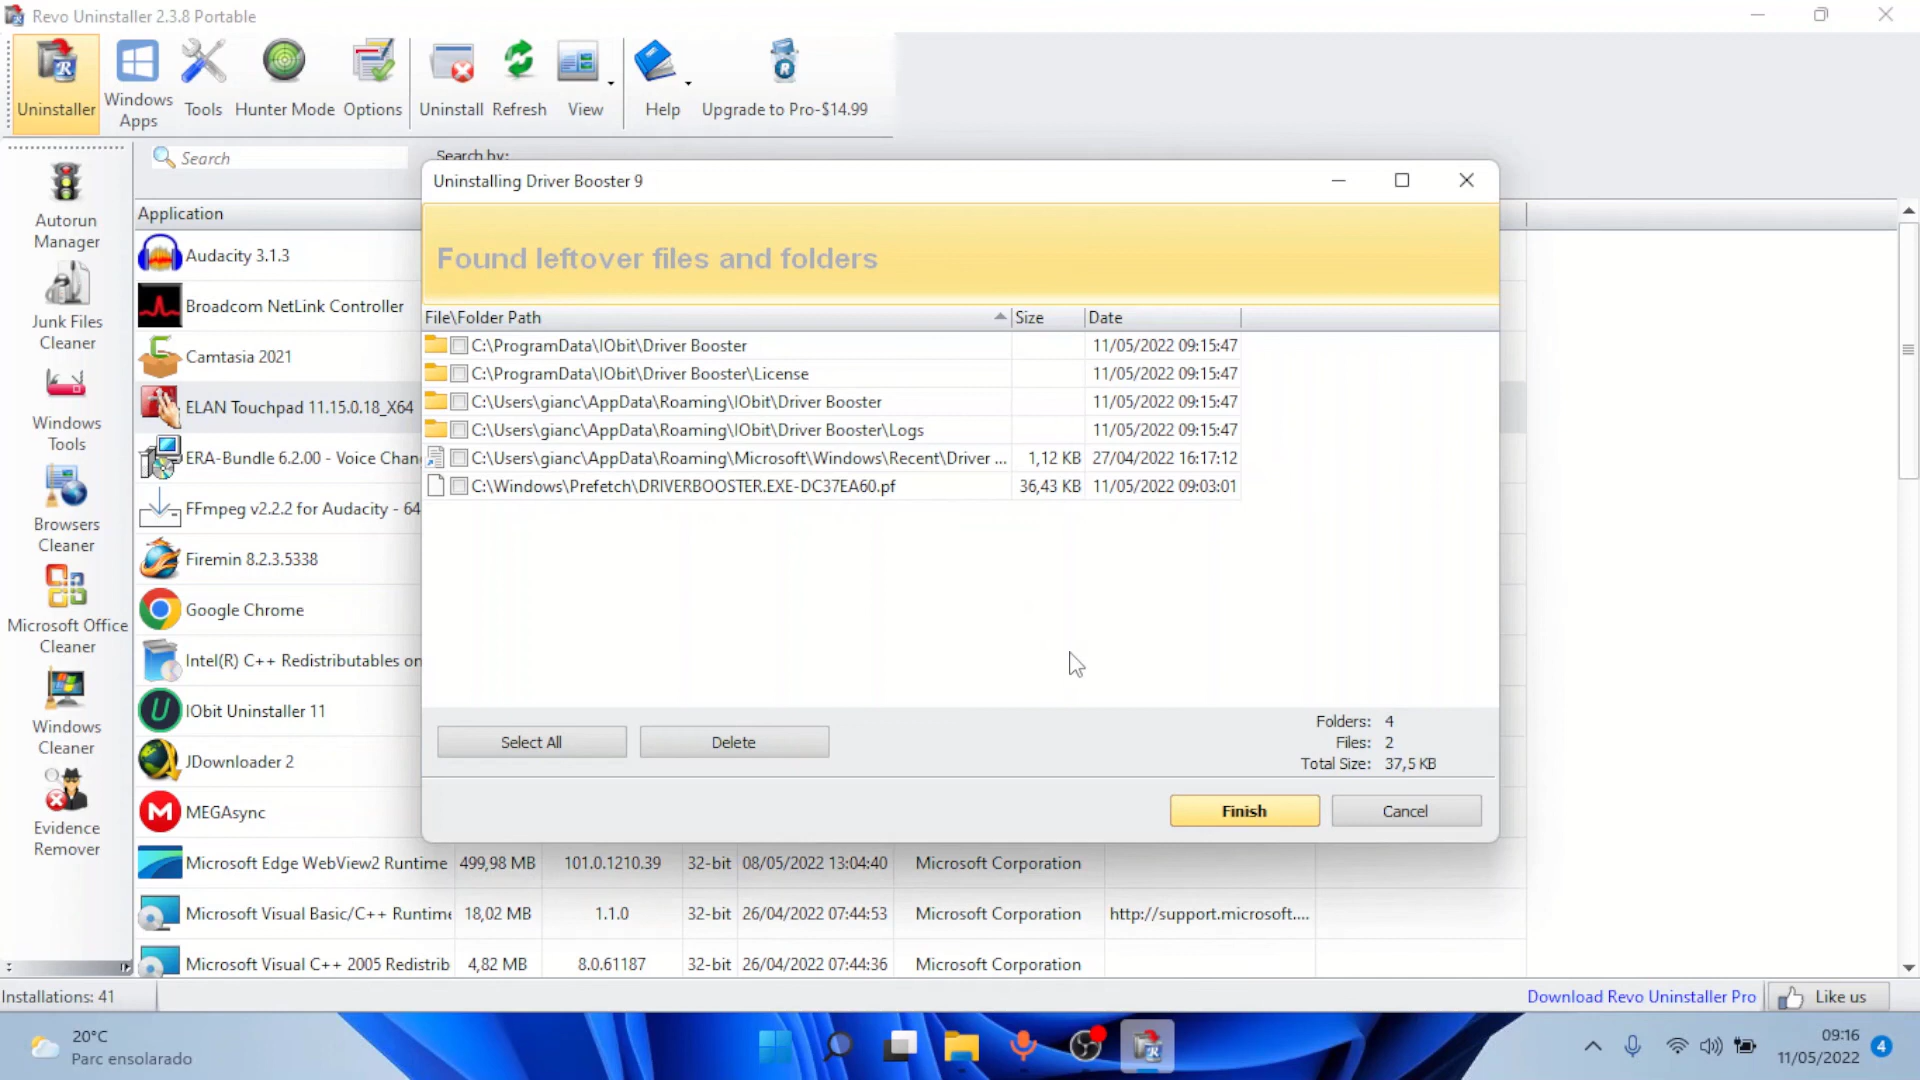 Revo Uninstaller 2.3.8 Portable
Uninstaller
Windows
Apps
Tools
Hunter Mode
Options
Uninstall
Refresh
View
Help
Upgrade to Pro-$14.99
Search
Search by:
Autorun
Manager
Junk Files
Cleaner
Windows
Tools
Browsers
Cleaner
Microsoft Office
Cleaner
Windows
Cleaner
Evidence
Remover
Application
Audacity 3.1.3
Broadcom NetLink Controller
Camtasia 2021
ELAN Touchpad 11.15.0.18_X64
ERA-Bundle 6.2.00 - Voice Chan
FFmpeg v2.2.2 for Audacity - 64
Firemin 8.2.3.5338
Google Chrome
Intel(R) C++ Redistributables on
IObit Uninstaller 11
JDownloader 2
MEGAsync
Microsoft Edge WebView2 Runtime 499,98 MB 101.0.1210.39 32-bit 08/05/2022 13:04:40 Microsoft Corporation
Microsoft Visual Basic/C++ Runtime 18,02 MB 1.1.0 32-bit 26/04/2022 07:44:53 Microsoft Corporation http://support.microsoft....
Microsoft Visual C++ 2005 Redistrib 4,82 MB 8.0.61187 32-bit 26/04/2022 07:44:36 Microsoft Corporation
Uninstalling Driver Booster 9
Found leftover files and folders
File\Folder Path Size Date
C:\ProgramData\IObit\Driver Booster 11/05/2022 09:15:47
C:\ProgramData\IObit\Driver Booster\License 11/05/2022 09:15:47
C:\Users\gianc\AppData\Roaming\IObit\Driver Booster 11/05/2022 09:15:47
C:\Users\gianc\AppData\Roaming\IObit\Driver Booster\Logs 11/05/2022 09:15:47
C:\Users\gianc\AppData\Roaming\Microsoft\Windows\Recent\Driver ... 1,12 KB 27/04/2022 16:17:12
C:\Windows\Prefetch\DRIVERBOOSTER.EXE-DC37EA60.pf 36,43 KB 11/05/2022 09:03:01
Select All
Delete
Folders: 4
Files: 2
Total Size: 37,5 KB
Finish
Cancel
Installations: 41
Download Revo Uninstaller Pro
Like us
20°C
Parc ensolarado
09:16
11/05/2022
4